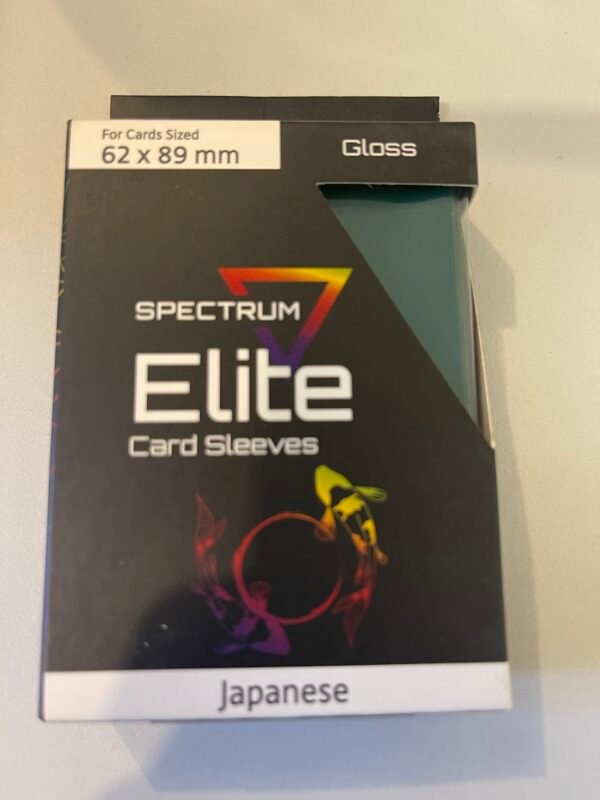 For Cards Sized
62 x 89 mm
Gloss
SPECTRUM
Elite
Card Sleeves
Japanese